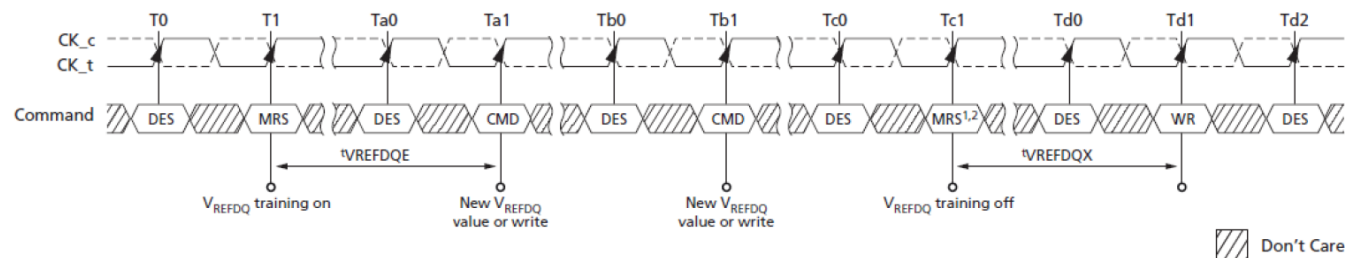 T0 T1 Ta0 Ta1 Tb0 Tb1 Tc0 Tc1 Td0 Td1 Td2
CK_c
CK_t
Command DES MRS DES CMD DES CMD DES MRS1,2 DES WR DES
tVREFDQE tVREFDQX
VREFDQ training on New VREFDQ New VREFDQ VREFDQ training off
value or write value or write
Don't Care